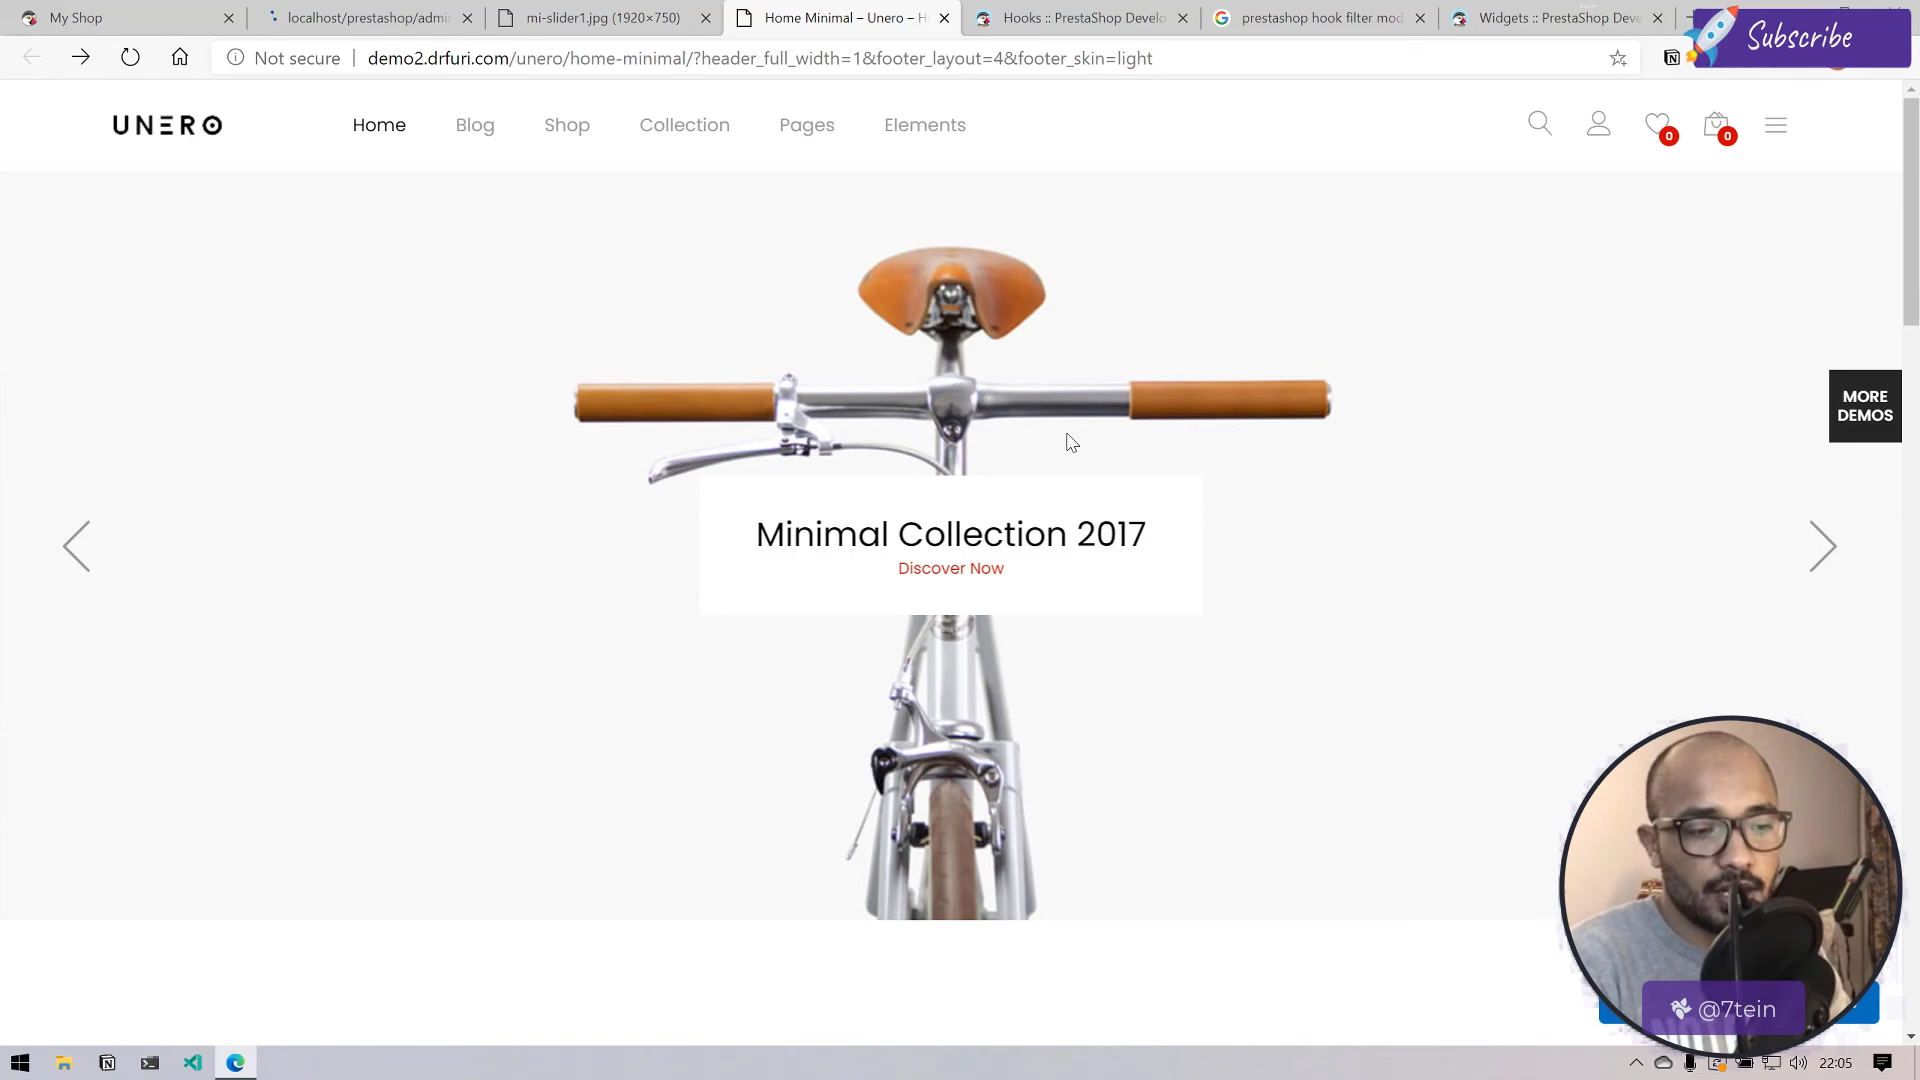 My Shop
localhost/prestashop/admi
mi-slider1.jpg (1920×750)
Home Minimal – Unero – H
Hooks :: PrestaShop Develo
prestashop hook filter mod
Widgets :: PrestaShop Deve
Subscribe
Not secure
demo2.drfuri.com/unero/home-minimal/?header_full_width=1&footer_layout=4&footer_skin=light
UNERO
Home
Blog
Shop
Collection
Pages
Elements
0
0
MORE
DEMOS
Minimal Collection 2017
Discover Now
@7tein
22:05